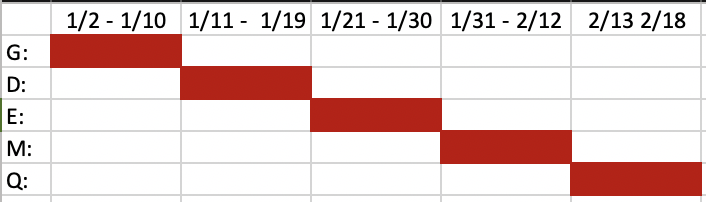 1/2 - 1/10 1/11 -  1/19 1/21 - 1/30 1/31 - 2/12 2/13 2/18
G:
D:
E:
M:
Q: